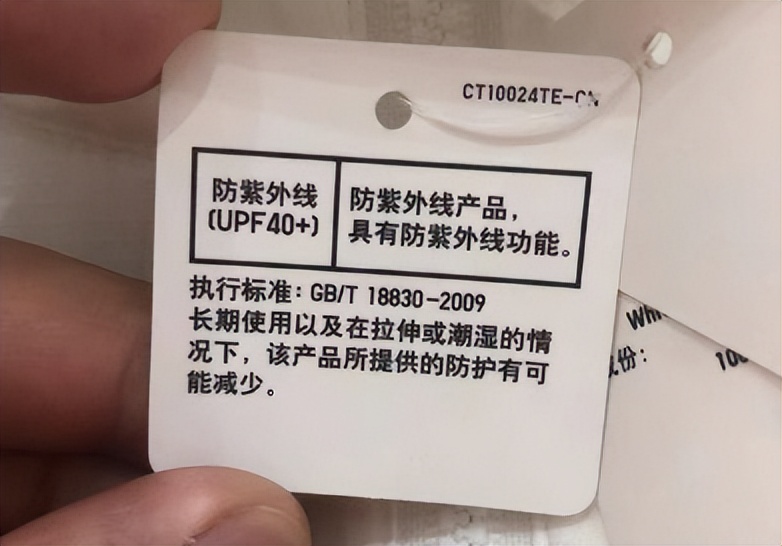 CT10024TE-CN
防紫外线
(UPF40+)
防紫外线产品，
具有防紫外线功能。
执行标准：GB/T 18830-2009
长期使用以及在拉伸或潮湿的情
况下，该产品所提供的防护有可
能减少。
份：